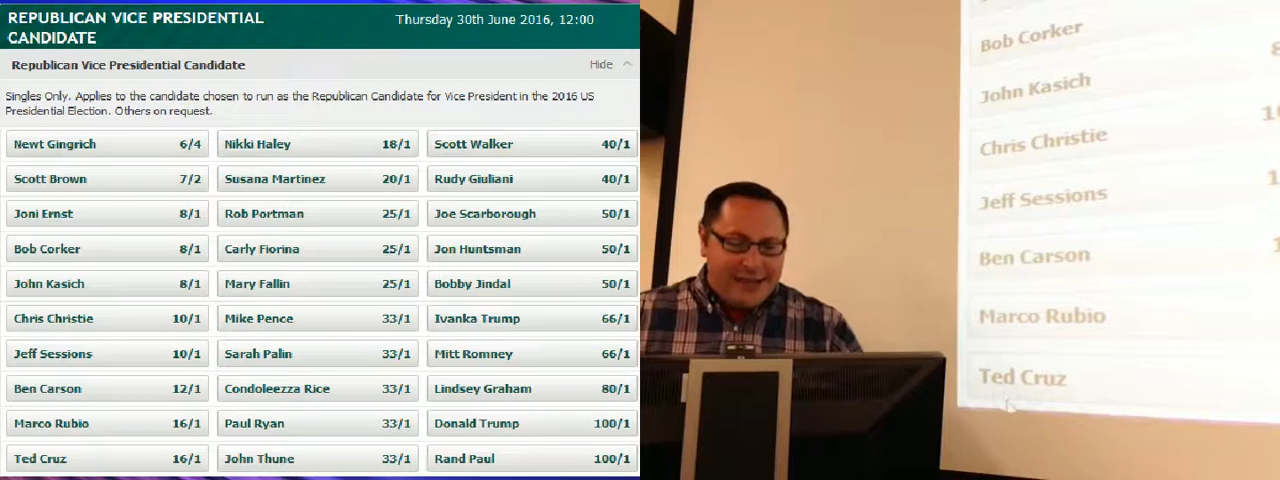 REPUBLICAN VICE PRESIDENTIAL
CANDIDATE
Thursday 30th June 2016, 12:00
Republican Vice Presidential Candidate
Hide
Singles Only. Applies to the candidate chosen to run as the Republican Candidate for Vice President in the 2016 US
Presidential Election. Others on request.
Newt Gingrich 6/4 Nikki Haley 18/1 Scott Walker 40/1
Scott Brown 7/2 Susana Martinez 20/1 Rudy Giuliani 40/1
Joni Ernst 8/1 Rob Portman 25/1 Joe Scarborough 50/1
Bob Corker 8/1 Carly Fiorina 25/1 Jon Huntsman 50/1
John Kasich 8/1 Mary Fallin 25/1 Bobby Jindal 50/1
Chris Christie 10/1 Mike Pence 33/1 Ivanka Trump 66/1
Jeff Sessions 10/1 Sarah Palin 33/1 Mitt Romney 66/1
Ben Carson 12/1 Condoleezza Rice 33/1 Lindsey Graham 80/1
Marco Rubio 16/1 Paul Ryan 33/1 Donald Trump 100/1
Ted Cruz 16/1 John Thune 33/1 Rand Paul 100/1
Bob Corker
John Kasich
Chris Christie
Jeff Sessions
Ben Carson
Marco Rubio
Ted Cruz